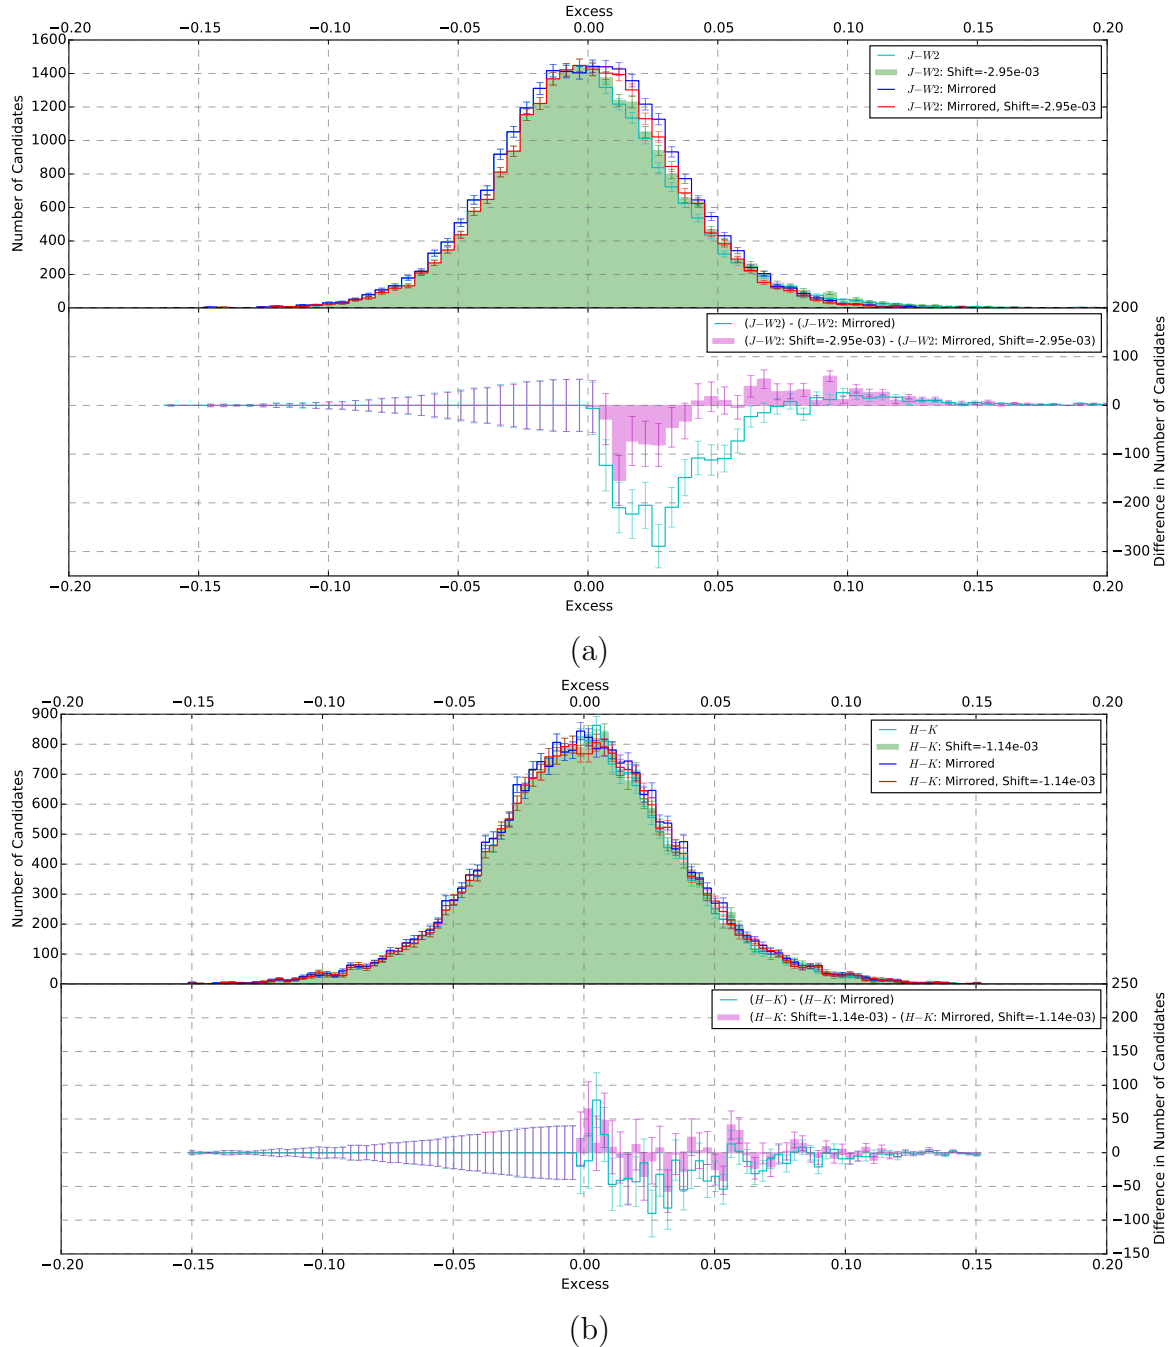 Excess
−0.20 −0.15 −0.10 −0.05 0.00 0.05 0.10 0.15 0.20
1600
1400
1200
1000
800
600
400
200
0
Number of Candidates
J−W2
J−W2: Shift=-2.95e-03
J−W2: Mirrored
J−W2: Mirrored, Shift=-2.95e-03
200
100
0
−100
−200
−300
Difference in Number of Candidates
(J−W2) - (J−W2: Mirrored)
(J−W2: Shift=-2.95e-03) - (J−W2: Mirrored, Shift=-2.95e-03)
−0.20 −0.15 −0.10 −0.05 0.00 0.05 0.10 0.15 0.20
Excess
(a)
Excess
−0.20 −0.15 −0.10 −0.05 0.00 0.05 0.10 0.15 0.20
900
800
700
600
500
400
300
200
100
0
Number of Candidates
H−K
H−K: Shift=-1.14e-03
H−K: Mirrored
H−K: Mirrored, Shift=-1.14e-03
250
200
150
100
50
0
−50
−100
−150
Difference in Number of Candidates
(H−K) - (H−K: Mirrored)
(H−K: Shift=-1.14e-03) - (H−K: Mirrored, Shift=-1.14e-03)
−0.20 −0.15 −0.10 −0.05 0.00 0.05 0.10 0.15 0.20
Excess
(b)